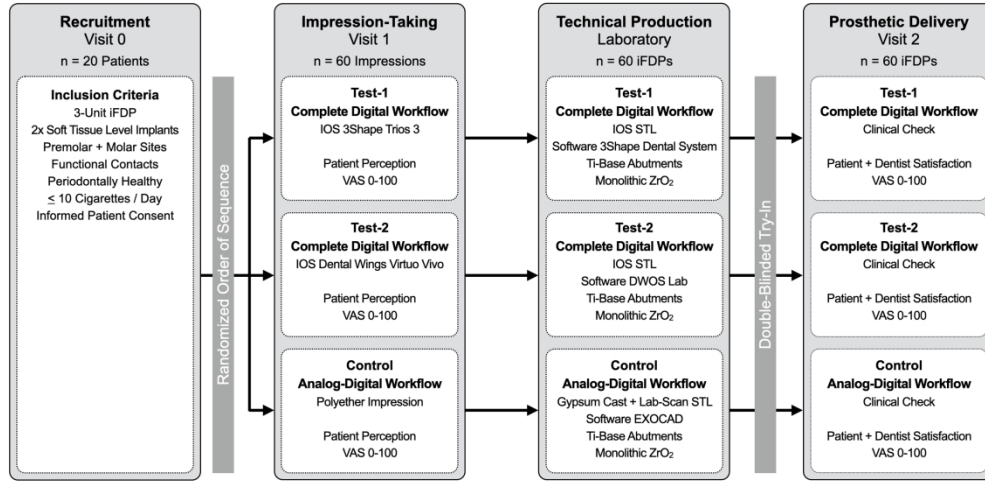 Recruitment
Visit 0
n = 20 Patients
Inclusion Criteria
3-Unit iFDP
2x Soft Tissue Level Implants
Premolar + Molar Sites
Functional Contacts
Periodontally Healthy
≤ 10 Cigarettes / Day
Informed Patient Consent
Randomized Order of Sequence
Impression-Taking
Visit 1
n = 60 Impressions
Test-1
Complete Digital Workflow
IOS 3Shape Trios 3
Patient Perception
VAS 0-100
Test-2
Complete Digital Workflow
IOS Dental Wings Virtuo Vivo
Patient Perception
VAS 0-100
Control
Analog-Digital Workflow
Polyether Impression
Patient Perception
VAS 0-100
Technical Production
Laboratory
n = 60 iFDPs
Test-1
Complete Digital Workflow
IOS STL
Software 3Shape Dental System
Ti-Base Abutments
Monolithic ZrO₂
Test-2
Complete Digital Workflow
IOS STL
Software DWOS Lab
Ti-Base Abutments
Monolithic ZrO₂
Control
Analog-Digital Workflow
Gypsum Cast + Lab-Scan STL
Software EXOCAD
Ti-Base Abutments
Monolithic ZrO₂
Double-Blinded Try-In
Prosthetic Delivery
Visit 2
n = 60 iFDPs
Test-1
Complete Digital Workflow
Clinical Check
Patient + Dentist Satisfaction
VAS 0-100
Test-2
Complete Digital Workflow
Clinical Check
Patient + Dentist Satisfaction
VAS 0-100
Control
Analog-Digital Workflow
Clinical Check
Patient + Dentist Satisfaction
VAS 0-100